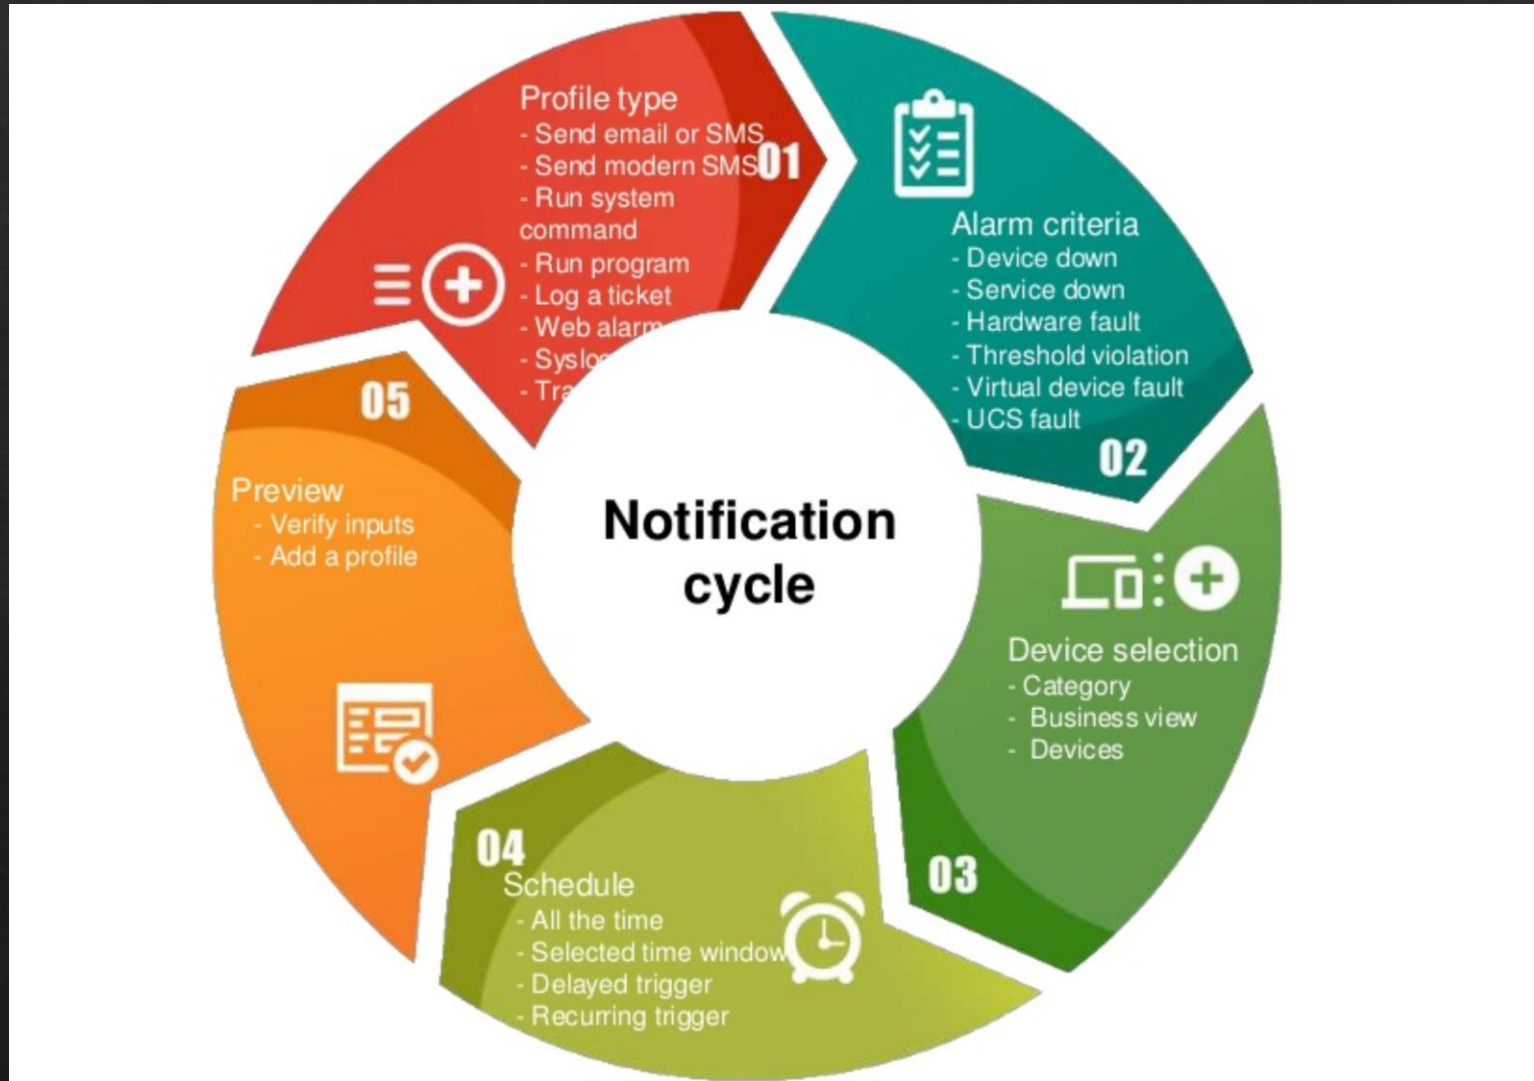 Profile type
- Send email or SMS
- Send modern SMS
01
- Run system
command
- Run program
- Log a ticket
- Web alarm
Alarm criteria
- Device down
- Service down
- Hardware fault
- Threshold violation
- Virtual device fault
- UCS fault
02
Device selection
- Category
- Business view
- Devices
03
04
Schedule
- All the time
- Selected time window
- Delayed trigger
- Recurring trigger
05
Preview
- Verify inputs
- Add a profile
Notification
cycle